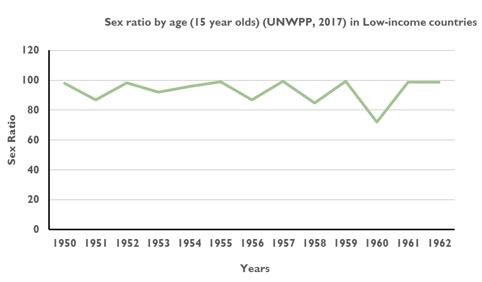 Sex ratio by age (15 year olds) (UNWPP, 2017) in Low-income countries
120
100
80
60
40
20
0
Sex Ratio
1950 1951 1952 1953 1954 1955 1956 1957 1958 1959 1960 1961 1962
Years